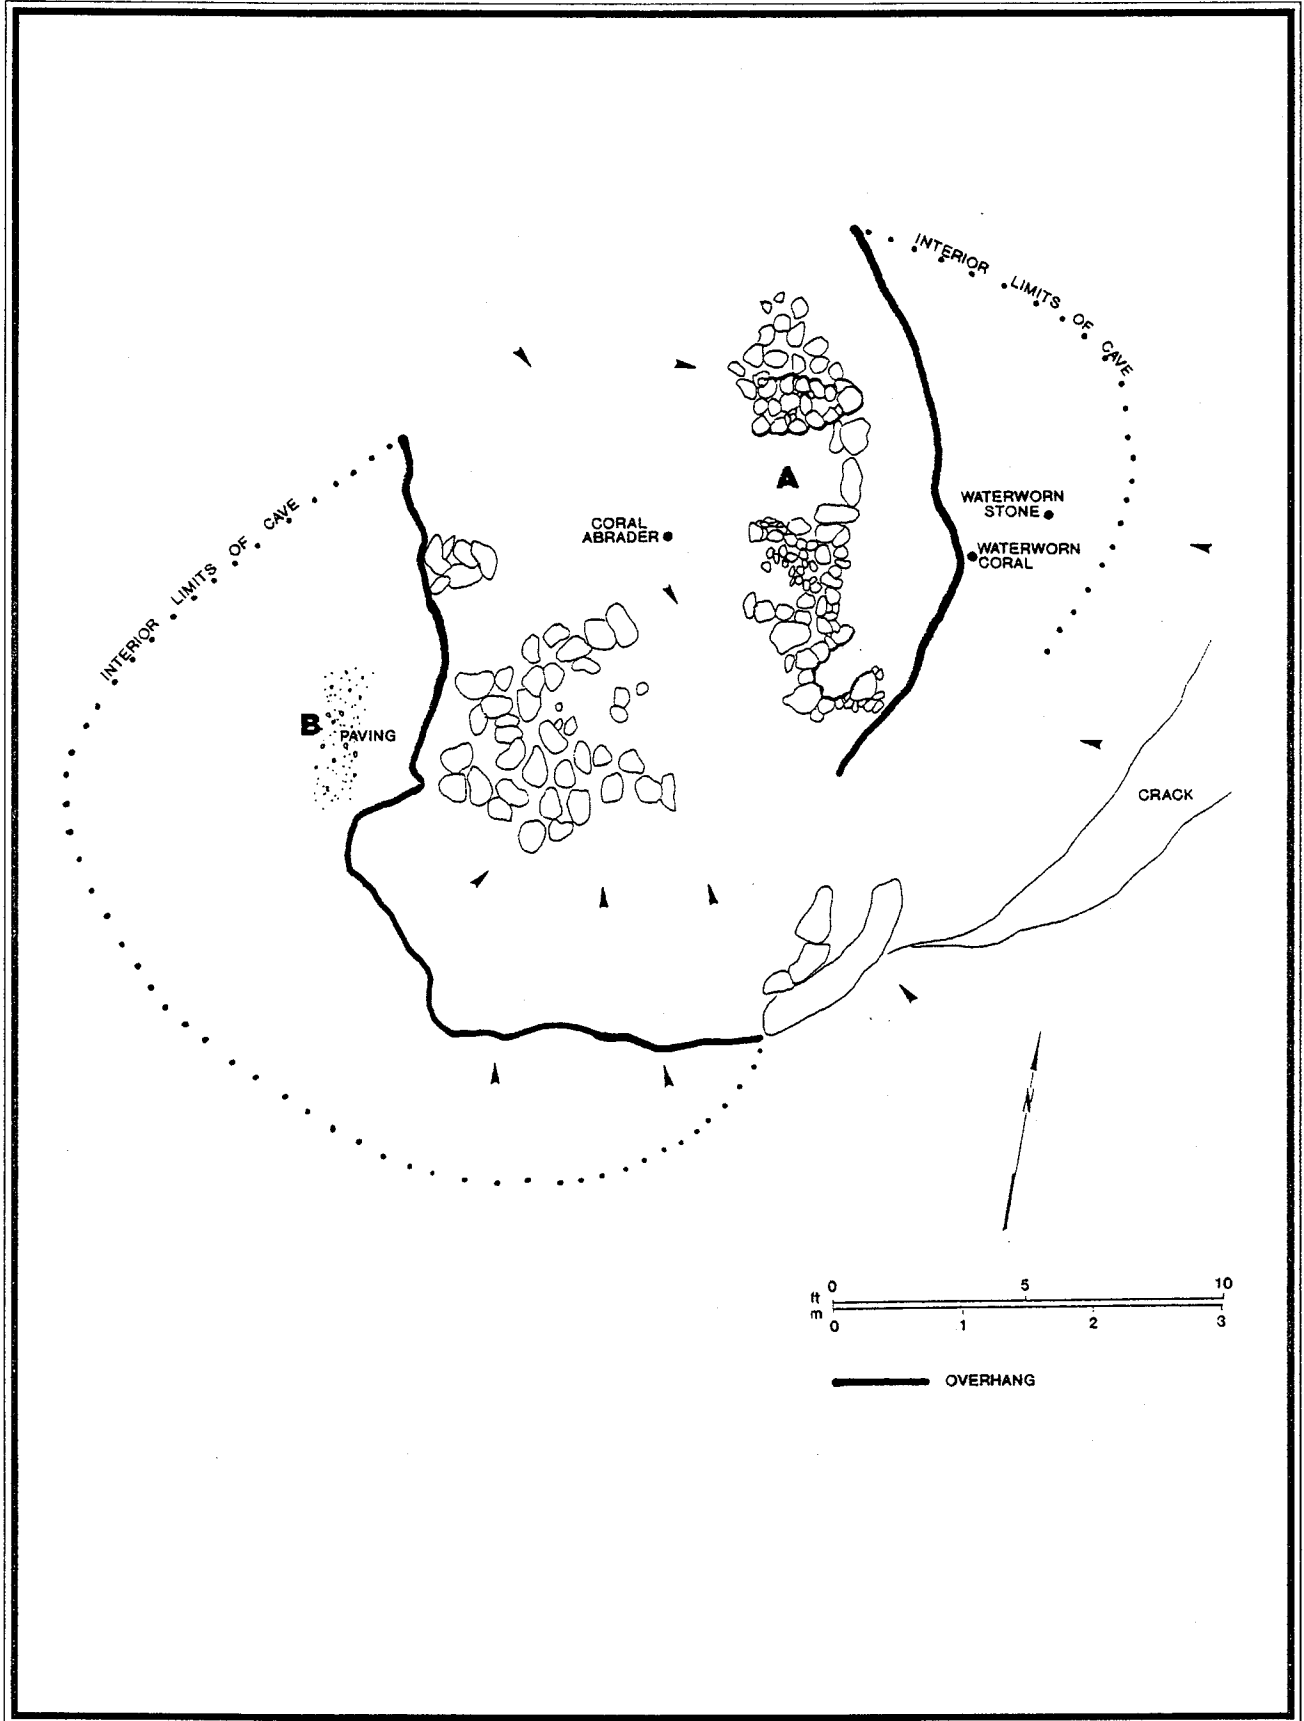 INTERIOR LIMITS OF CAVE
A
WATERWORN
STONE
CORAL
ABRADER
WATERWORN
CORAL
INTERIOR LIMITS OF CAVE
B
PAVING
CRACK
N
0 5 10
ft
m
0 1 2 3
OVERHANG